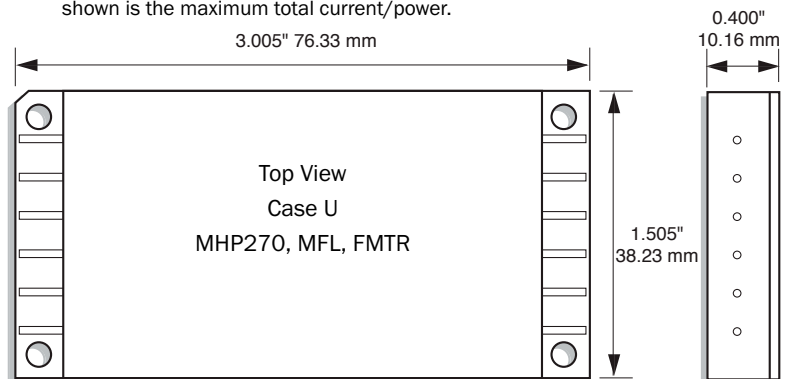 shown is the maximum total current/power.
3.005" 76.33 mm
0.400"
10.16 mm
Top View
Case U
MHP270, MFL, FMTR
1.505"
38.23 mm